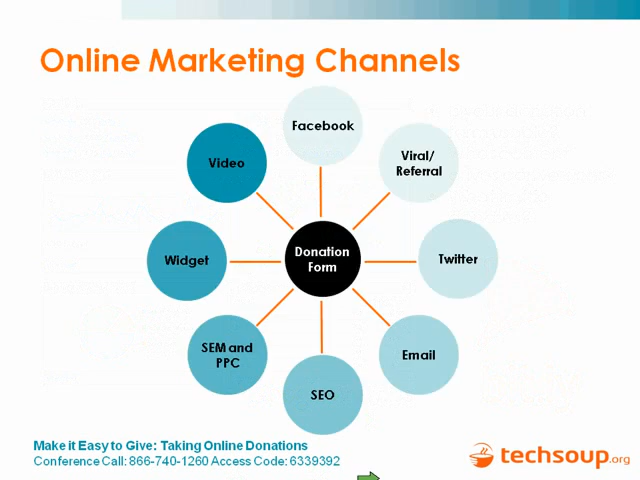 Online Marketing Channels
Facebook
Viral/
Referral
Video
Donation
Form
Widget
Twitter
SEM and
PPC
Email
SEO
Make it Easy to Give: Taking Online Donations
Conference Call: 866-740-1260 Access Code: 6339392
techsoup.org